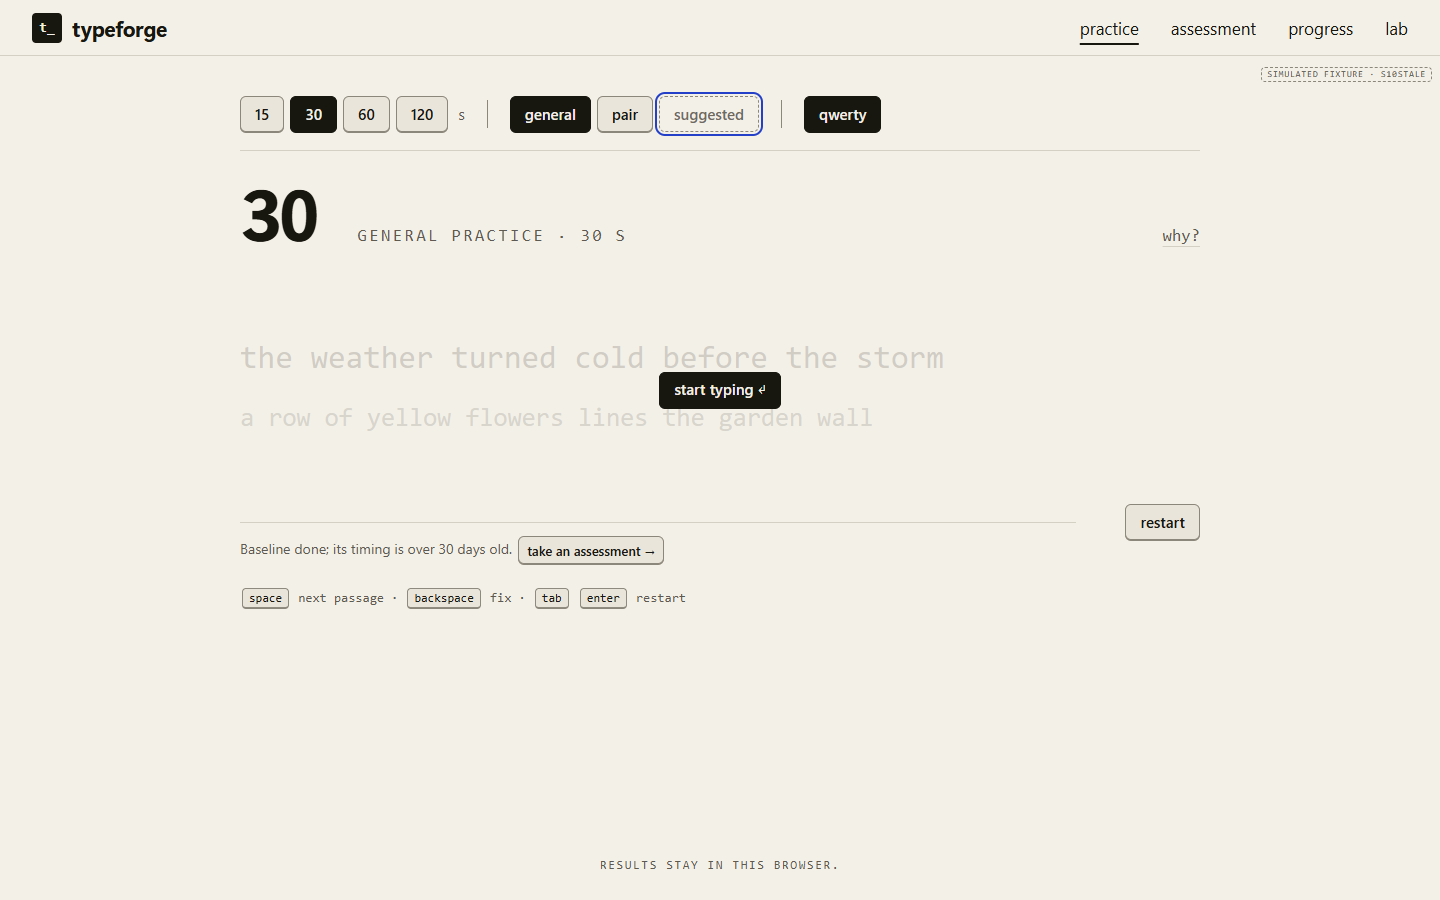 t_ typeforge practice assessment progress lab
SIMULATED FIXTURE · S10STALE
15 30 60 120 s general pair suggested qwerty
30 GENERAL PRACTICE · 30 S why?
the weather turned cold before the storm
start typing ↲
a row of yellow flowers lines the garden wall
restart
Baseline done; its timing is over 30 days old. take an assessment →
space next passage · backspace fix · tab enter restart
RESULTS STAY IN THIS BROWSER.